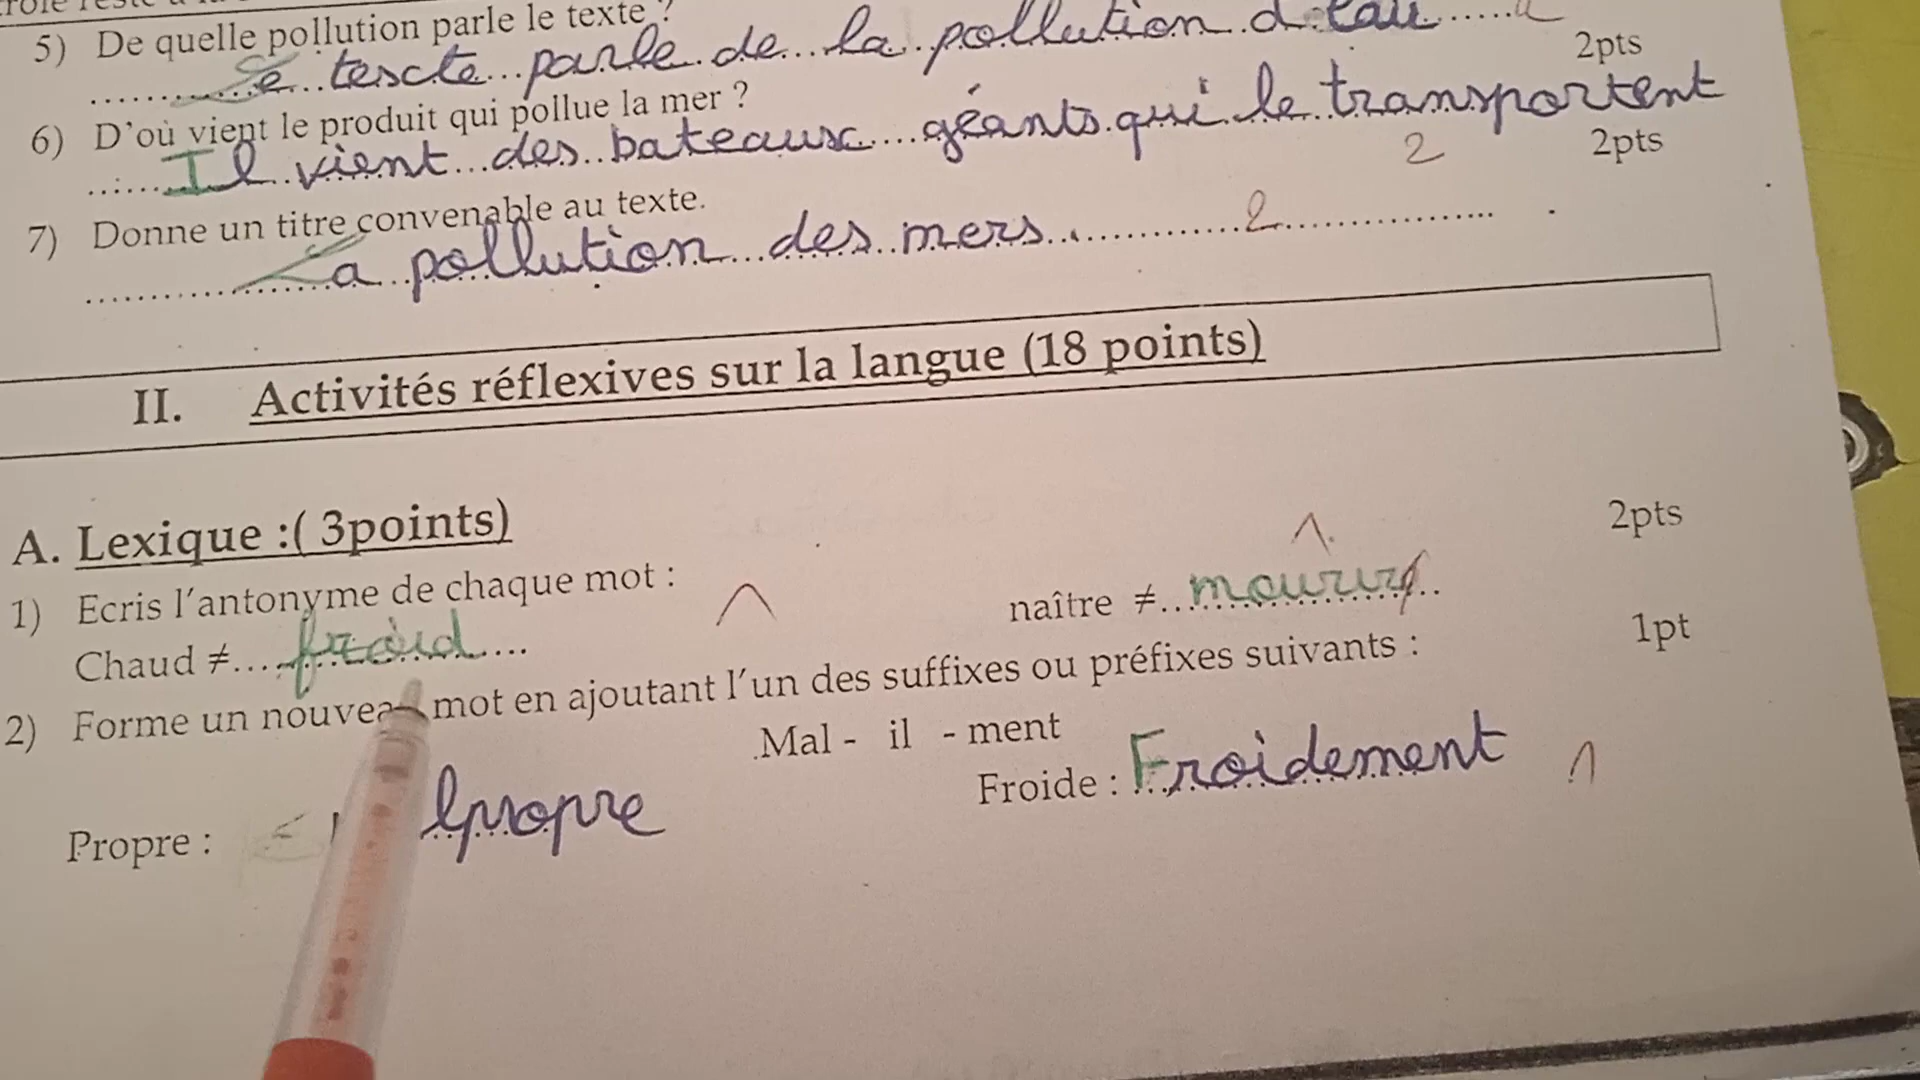 5) De quelle pollution parle le texte ?
Le texte parle de la pollution d'eau
2pts
6) D'où vient le produit qui pollue la mer ?
Il vient des bateaux géants qui le transportent
2 2pts
7) Donne un titre convenable au texte.
La pollution des mers 2
II. Activités réflexives sur la langue (18 points)
A. Lexique :( 3points)
2pts
1) Ecris l'antonyme de chaque mot :
Chaud ≠ froid naître ≠ mourir
1pt
2) Forme un nouveau mot en ajoutant l'un des suffixes ou préfixes suivants :
Mal - il - ment
Propre : lpropre Froide : Froidement 1